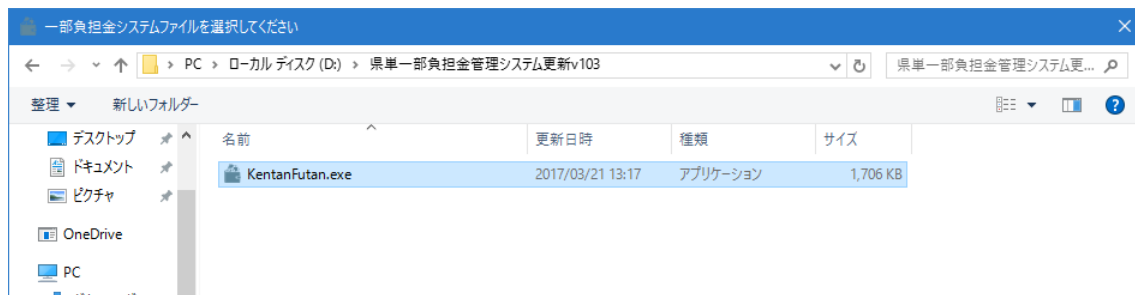 一部負担金システムファイルを選択してください
PC › ローカル ディスク (D:) › 県単一部負担金管理システム更新v103
県単一部負担金管理システム更...
整理 新しいフォルダー
名前 更新日時 種類 サイズ
デスクトップ
KentanFutan.exe 2017/03/21 13:17 アプリケーション 1,706 KB
ドキュメント
ピクチャ
OneDrive
PC